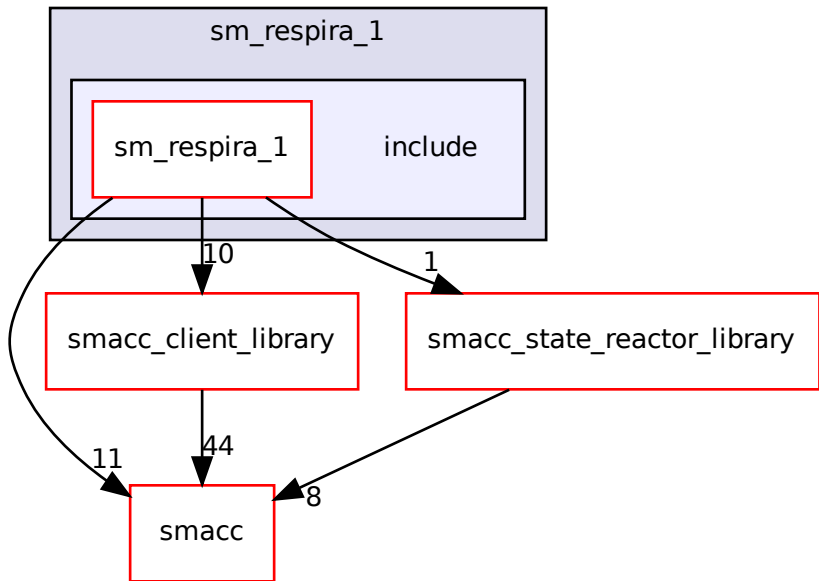 sm_respira_1
sm_respira_1
include
10
1
smacc_client_library
smacc_state_reactor_library
11
44
8
smacc